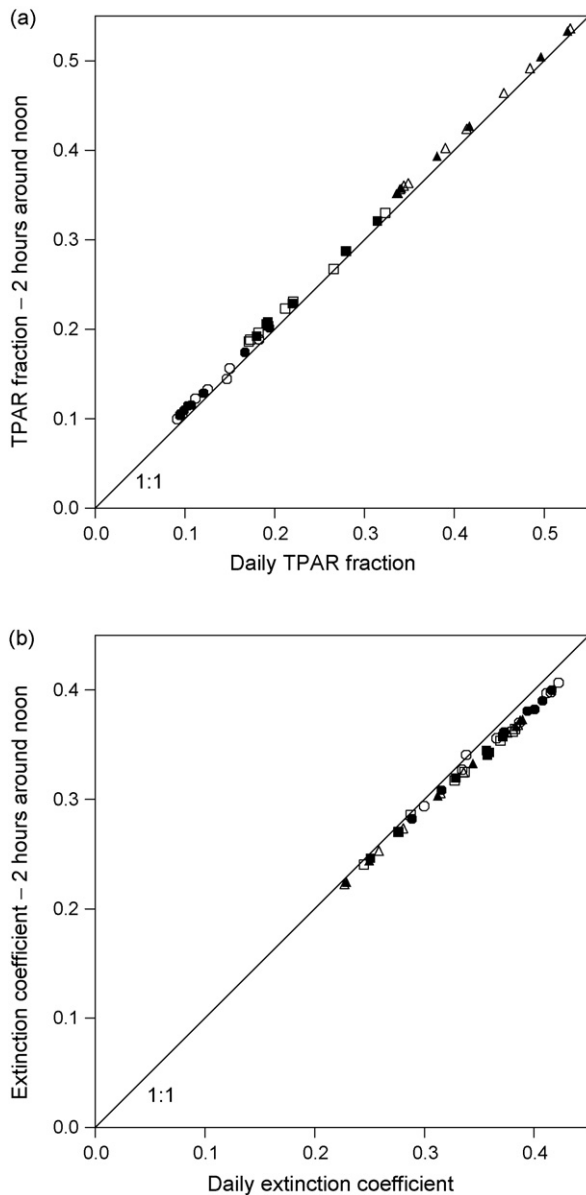 (a)
TPAR fraction – 2 hours around noon
0.5
0.4
0.3
0.2
0.1
0.0
1:1
0.0 0.1 0.2 0.3 0.4 0.5
Daily TPAR fraction
(b)
Extinction coefficient – 2 hours around noon
0.4
0.3
0.2
0.1
0.0
1:1
0.0 0.1 0.2 0.3 0.4
Daily extinction coefficient